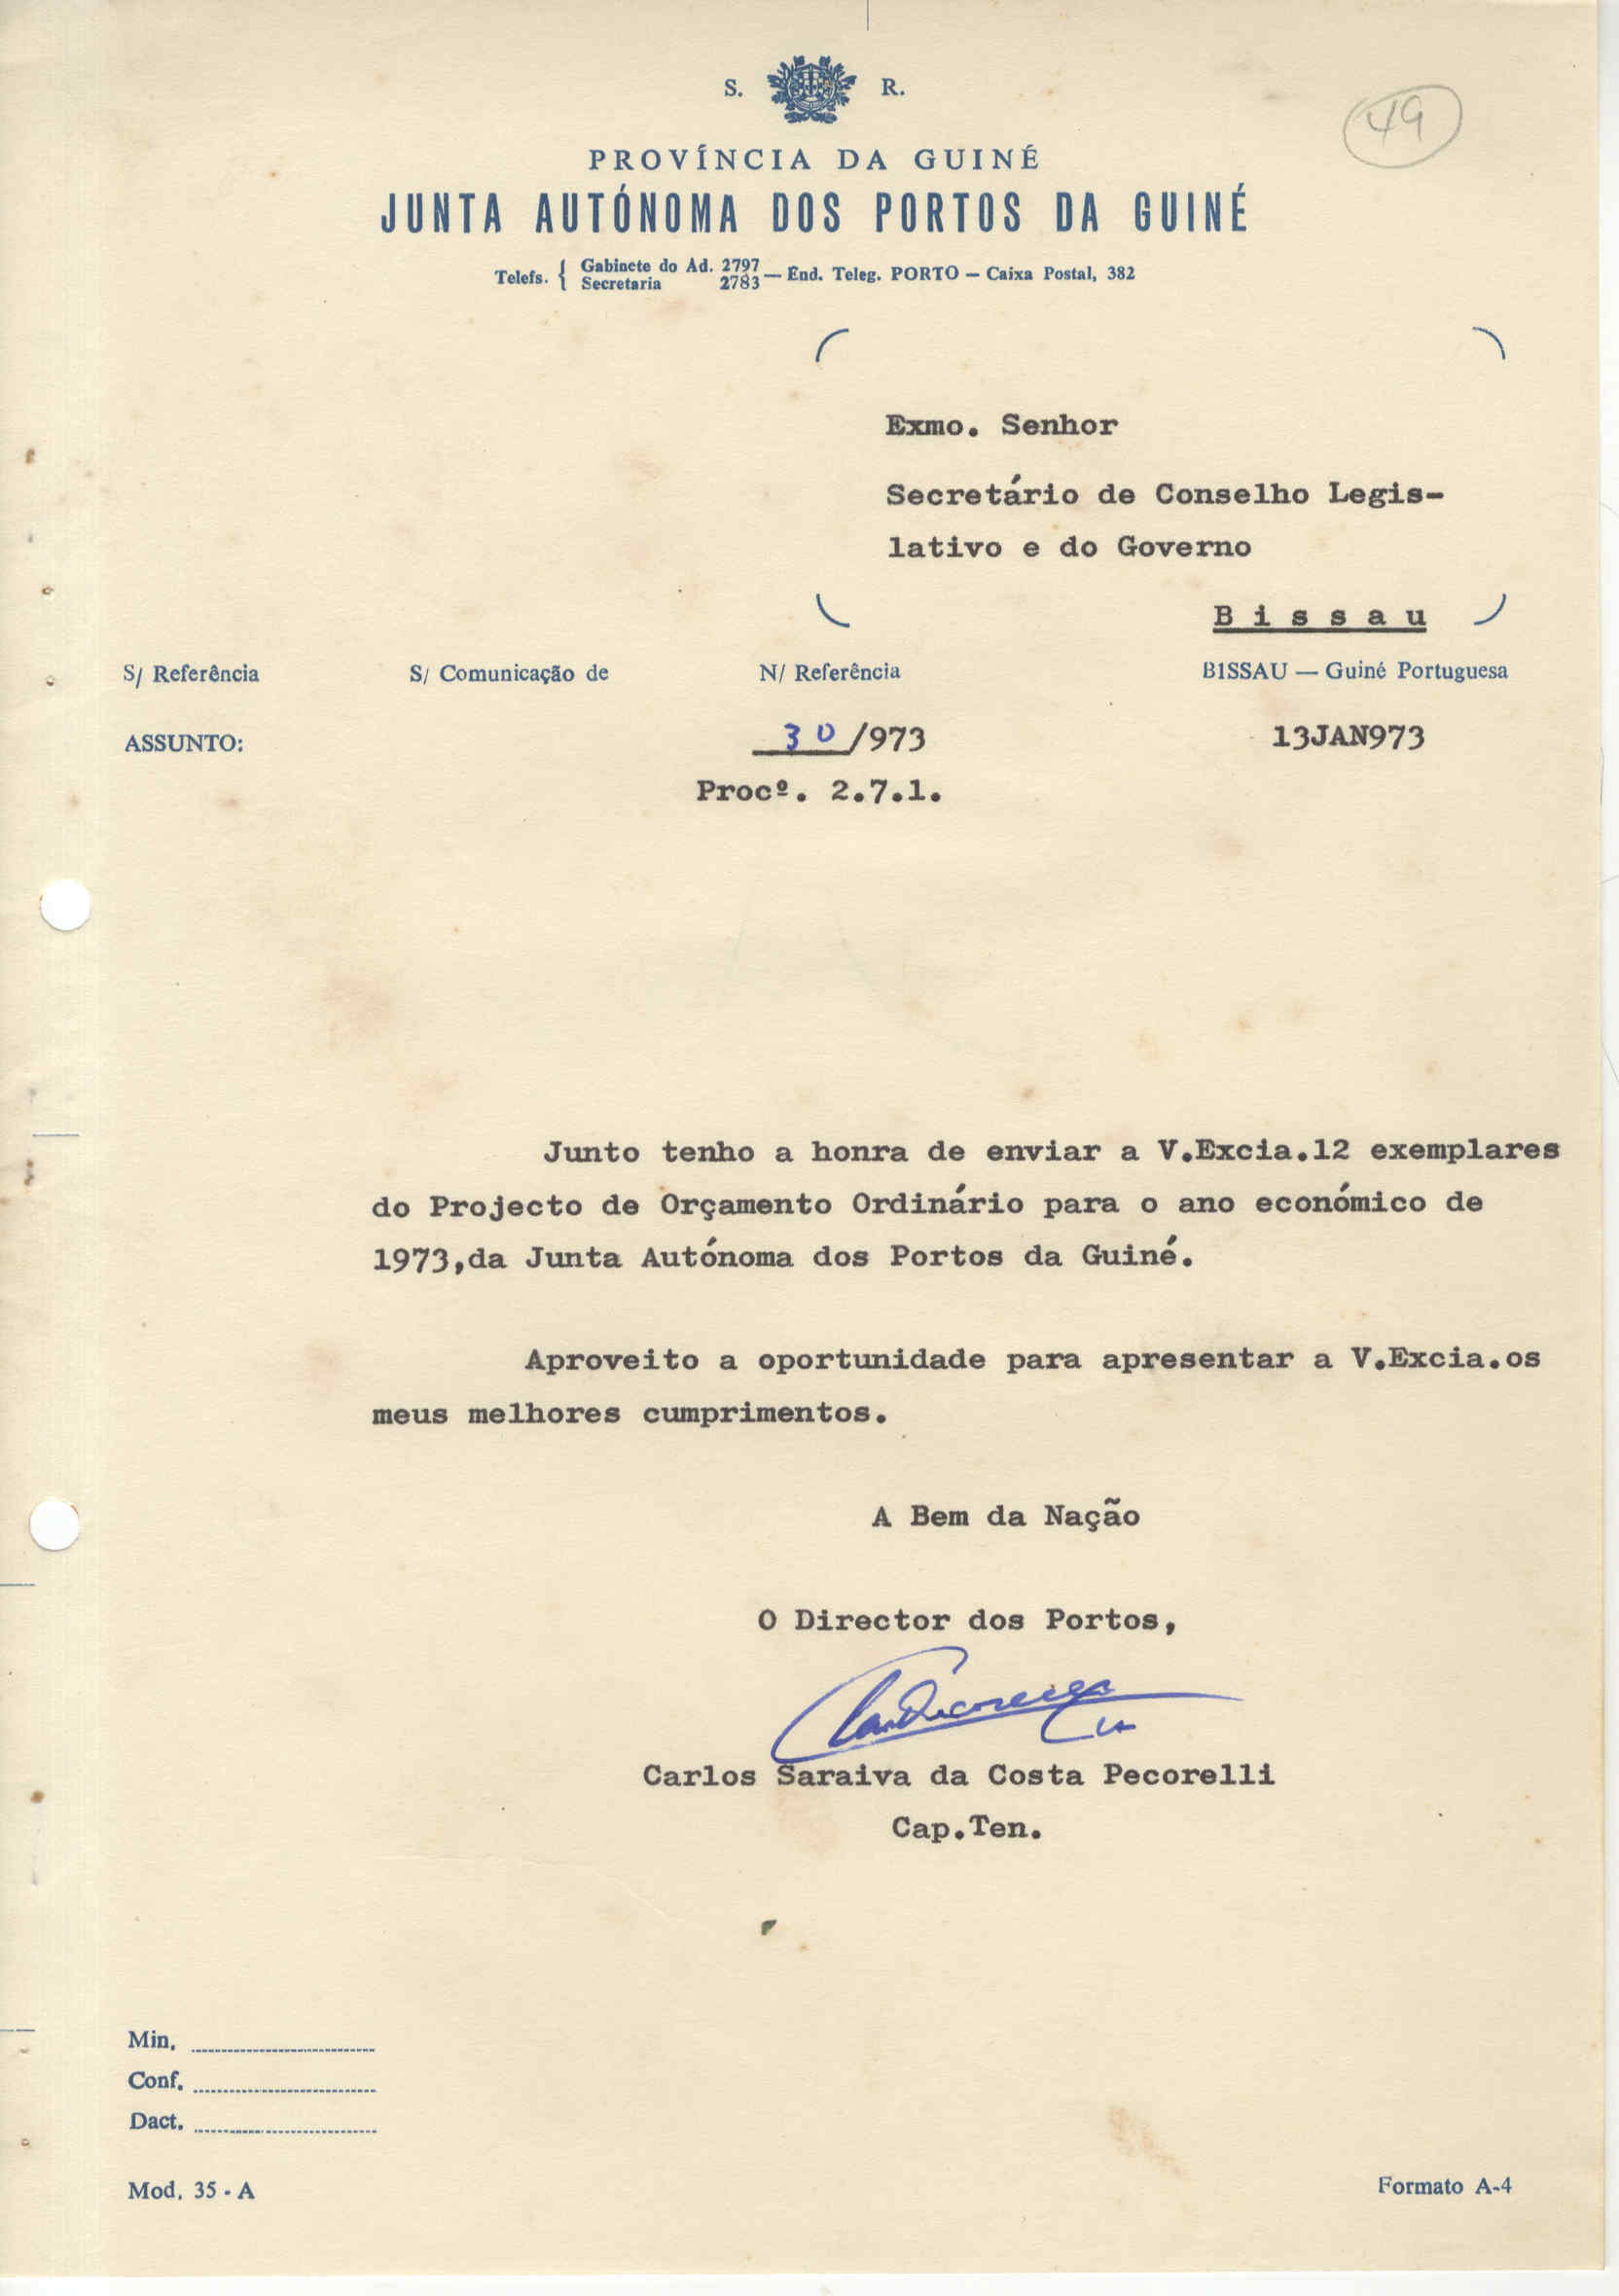 S. R.
49
PROVÍNCIA DA GUINÉ
JUNTA AUTÓNOMA DOS PORTOS DA GUINÉ
Telefs. { Gabinete do Ad. 2797
Secretaria 2783 — End. Teleg. PORTO — Caixa Postal, 382
Exmo. Senhor
Secretário de Conselho Legis-
lativo e do Governo
Bissau
S/ Referência S/ Comunicação de N/ Referência BISSAU — Guiné Portuguesa
ASSUNTO: 30/973 13JAN973
Procº. 2.7.1.
Junto tenho a honra de enviar a V.Excia.12 exemplares
do Projecto de Orçamento Ordinário para o ano económico de
1973,da Junta Autónoma dos Portos da Guiné.
Aproveito a oportunidade para apresentar a V.Excia.os
meus melhores cumprimentos.
A Bem da Nação
O Director dos Portos,
Carlos Saraiva da Costa Pecorelli
Cap.Ten.
Min.
Conf.
Dact.
Mod. 35 - A Formato A-4